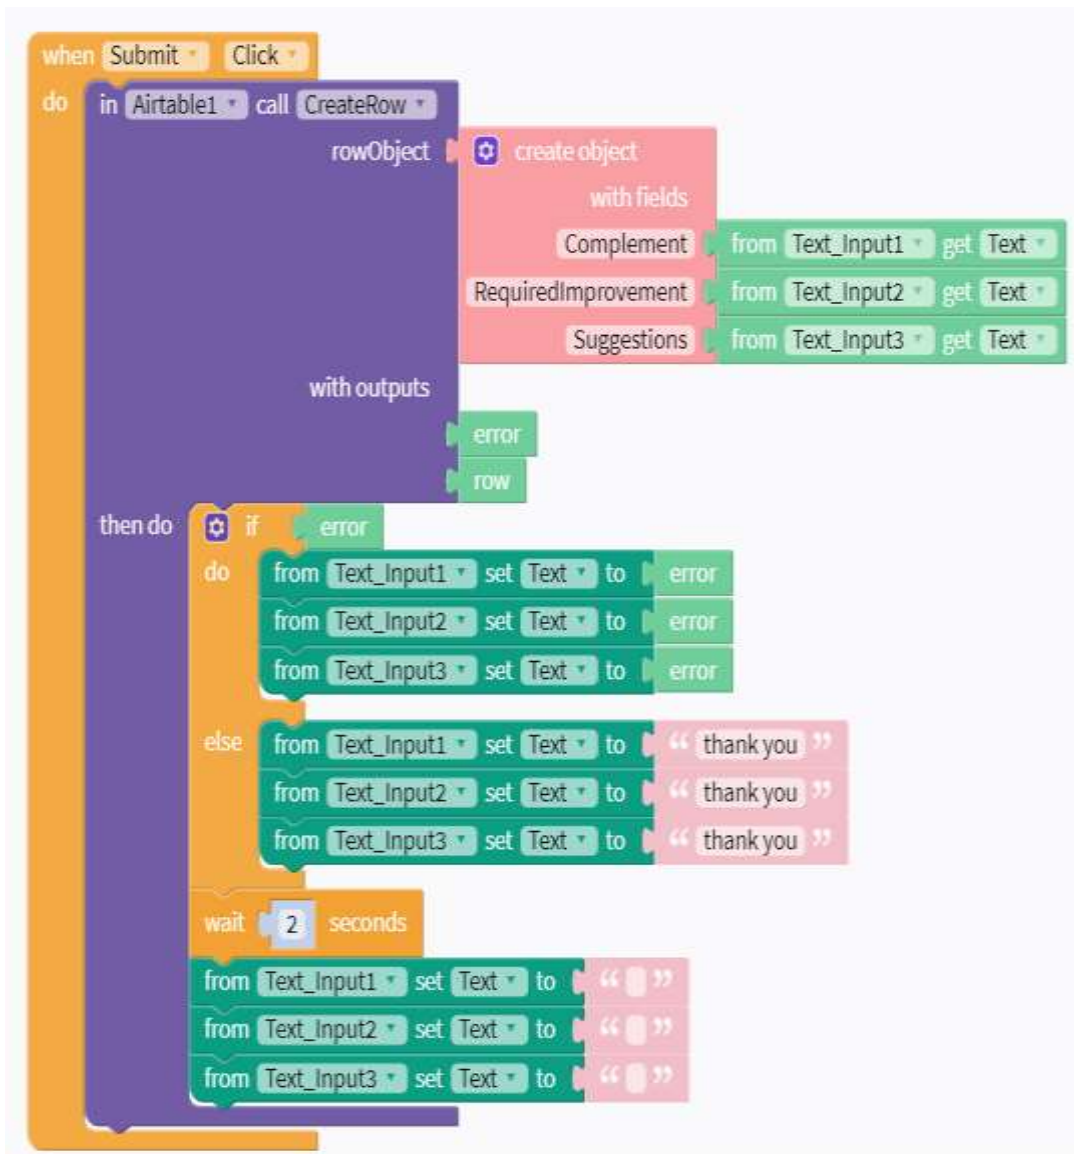 when Submit Click
do in Airtable1 call CreateRow
rowObject create object
with fields
Complement from Text_Input1 get Text
RequiredImprovement from Text_Input2 get Text
Suggestions from Text_Input3 get Text
with outputs
error
row
then do if error
do from Text_Input1 set Text to error
from Text_Input2 set Text to error
from Text_Input3 set Text to error
else from Text_Input1 set Text to “ thank you ”
from Text_Input2 set Text to “ thank you ”
from Text_Input3 set Text to “ thank you ”
wait 2 seconds
from Text_Input1 set Text to “ ”
from Text_Input2 set Text to “ ”
from Text_Input3 set Text to “ ”